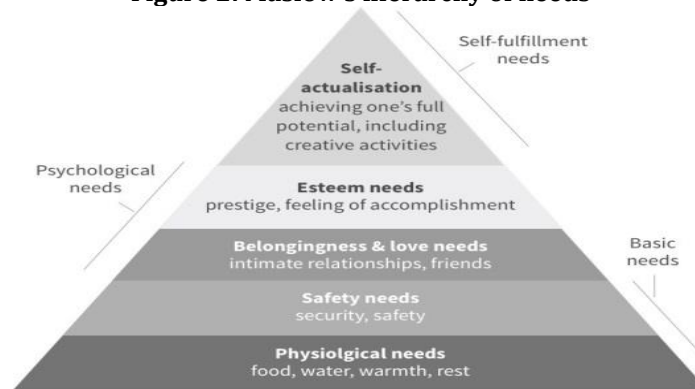 Figure 2: Maslow's hierarchy of needs
Self-fulfillment
needs
Self-
actualisation
achieving one's full
potential, including
creative activities
Psychological
needs
Esteem needs
prestige, feeling of accomplishment
Belongingness & love needs
intimate relationships, friends
Basic
needs
Safety needs
security, safety
Physiolgical needs
food, water, warmth, rest